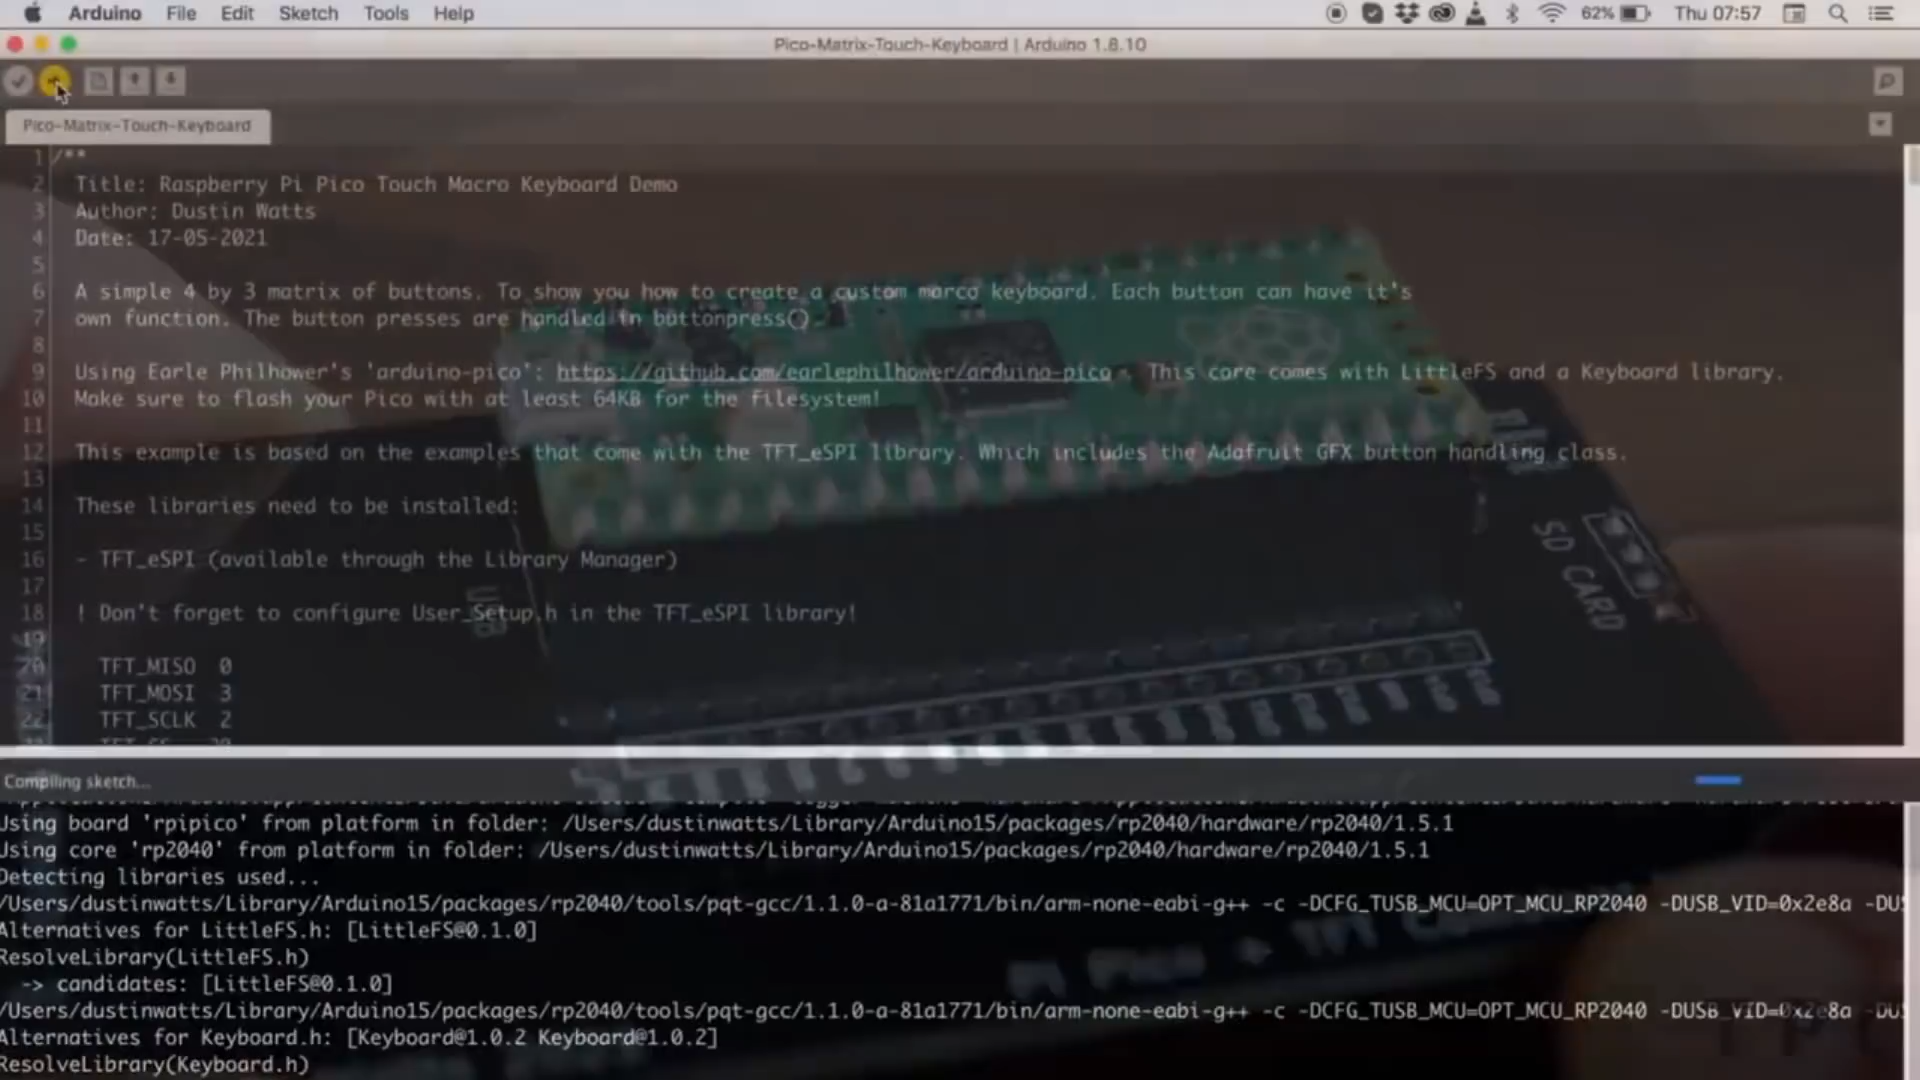 Arduino File Edit Sketch Tools Help 62% Thu 07:57
Pico-Matrix-Touch-Keyboard | Arduino 1.8.10
Pico-Matrix-Touch-Keyboard
1 /**
2 Title: Raspberry Pi Pico Touch Macro Keyboard Demo
3 Author: Dustin Watts
4 Date: 17-05-2021
5
6 A simple 4 by 3 matrix of buttons. To show you how to create a custom marco keyboard. Each button can have it's
7 own function. The button presses are handled in buttonpress()
8
9 Using Earle Philhower's 'arduino-pico': https://github.com/earlephilhower/arduino-pico - This core comes with LittleFS and a Keyboard library.
10 Make sure to flash your Pico with at least 64KB for the filesystem!
11
12 This example is based on the examples that come with the TFT_eSPI library. Which includes the Adafruit GFX button handling class.
13
14 These libraries need to be installed:
15
16 - TFT_eSPI (available through the Library Manager)
17
18 ! Don't forget to configure User_Setup.h in the TFT_eSPI library!
19
20 TFT_MISO 0
21 TFT_MOSI 3
22 TFT_SCLK 2
USB
SD CARD
Compiling sketch...
Using board 'rpipico' from platform in folder: /Users/dustinwatts/Library/Arduino15/packages/rp2040/hardware/rp2040/1.5.1
Using core 'rp2040' from platform in folder: /Users/dustinwatts/Library/Arduino15/packages/rp2040/hardware/rp2040/1.5.1
Detecting libraries used...
/Users/dustinwatts/Library/Arduino15/packages/rp2040/tools/pqt-gcc/1.1.0-a-81a1771/bin/arm-none-eabi-g++ -c -DCFG_TUSB_MCU=OPT_MCU_RP2040 -DUSB_VID=0x2e8a -DUS
Alternatives for LittleFS.h: [LittleFS@0.1.0]
ResolveLibrary(LittleFS.h)
-> candidates: [LittleFS@0.1.0]
/Users/dustinwatts/Library/Arduino15/packages/rp2040/tools/pqt-gcc/1.1.0-a-81a1771/bin/arm-none-eabi-g++ -c -DCFG_TUSB_MCU=OPT_MCU_RP2040 -DUSB_VID=0x2e8a -DUS
Alternatives for Keyboard.h: [Keyboard@1.0.2 Keyboard@1.0.2]
ResolveLibrary(Keyboard.h)
Pi Pico + TFT